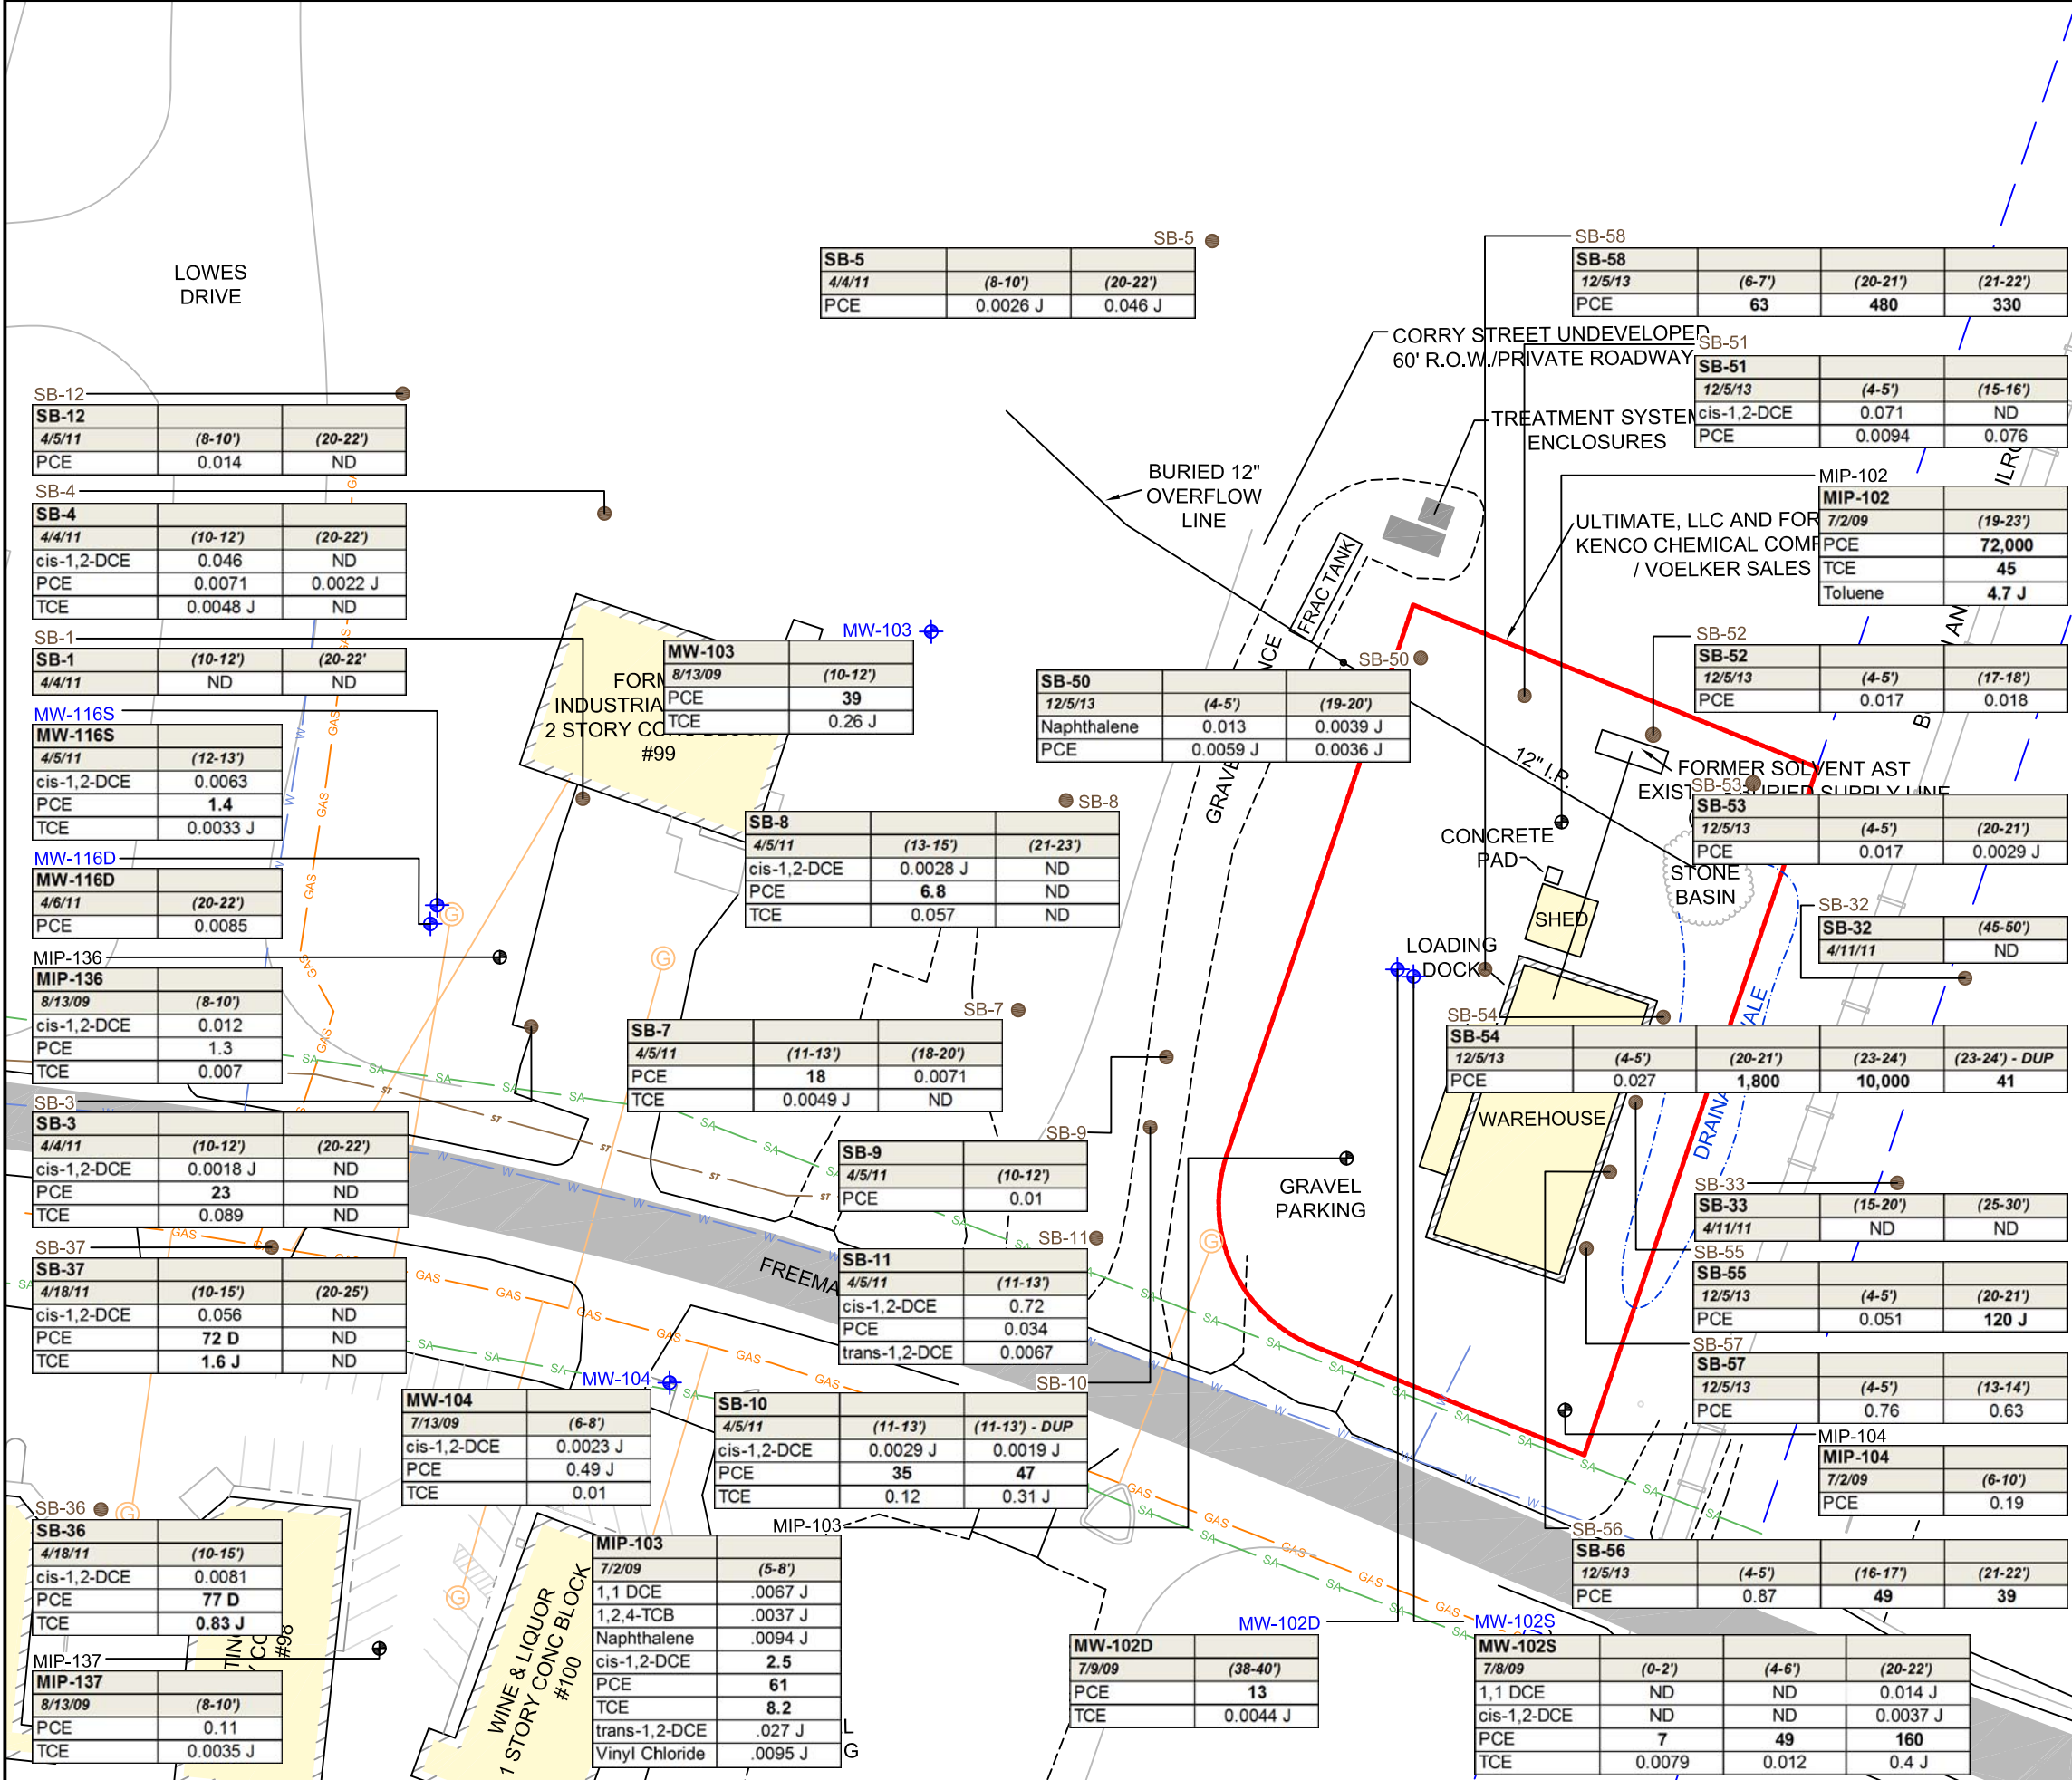 LOWES
DRIVE
SB-5
SB-5
4/4/11 (8-10') (20-22')
PCE 0.0026 J 0.046 J
SB-58
SB-58
12/5/13 (6-7') (20-21') (21-22')
PCE 63 480 330
CORRY STREET UNDEVELOPED
60' R.O.W./PRIVATE ROADWAY
SB-51
SB-51
12/5/13 (4-5') (15-16')
cis-1,2-DCE 0.071 ND
PCE 0.0094 0.076
TREATMENT SYSTEM
ENCLOSURES
SB-12
SB-12
4/5/11 (8-10') (20-22')
PCE 0.014 ND
BURIED 12"
OVERFLOW
LINE
MIP-102
MIP-102
7/2/09 (19-23')
PCE 72,000
TCE 45
Toluene 4.7 J
ULTIMATE, LLC AND FOR
KENCO CHEMICAL COMP
/ VOELKER SALES
SB-4
SB-4
4/4/11 (10-12') (20-22')
cis-1,2-DCE 0.046 ND
PCE 0.0071 0.0022 J
TCE 0.0048 J ND
FRAC TANK
SB-1
SB-1 (10-12') (20-22'
4/4/11 ND ND
MW-103
MW-103
8/13/09 (10-12')
PCE 39
TCE 0.26 J
FORM
INDUSTRIA
2 STORY CONC BLOCK
#99
SB-50
SB-50
12/5/13 (4-5') (19-20')
Naphthalene 0.013 0.0039 J
PCE 0.0059 J 0.0036 J
SB-52
SB-52
12/5/13 (4-5') (17-18')
PCE 0.017 0.018
MW-116S
MW-116S
4/5/11 (12-13')
cis-1,2-DCE 0.0063
PCE 1.4
TCE 0.0033 J
12" I.P.
FORMER SOLVENT AST
BURIED SUPPLY LINE
SB-53
SB-53
12/5/13 (4-5') (20-21')
PCE 0.017 0.0029 J
SB-8
SB-8
4/5/11 (13-15') (21-23')
cis-1,2-DCE 0.0028 J ND
PCE 6.8 ND
TCE 0.057 ND
CONCRETE
PAD
STONE
BASIN
SHED
MW-116D
MW-116D
4/6/11 (20-22')
PCE 0.0085
SB-32
SB-32 (45-50')
4/11/11 ND
LOADING
DOCK
MIP-136
MIP-136
8/13/09 (8-10')
cis-1,2-DCE 0.012
PCE 1.3
TCE 0.007
SB-7
SB-7
4/5/11 (11-13') (18-20')
PCE 18 0.0071
TCE 0.0049 J ND
SB-54
SB-54
12/5/13 (4-5') (20-21') (23-24') (23-24') - DUP
PCE 0.027 1,800 10,000 41
WAREHOUSE
SB-3
SB-3
4/4/11 (10-12') (20-22')
cis-1,2-DCE 0.0018 J ND
PCE 23 ND
TCE 0.089 ND
SB-9
SB-9
4/5/11 (10-12')
PCE 0.01
GRAVEL
PARKING
SB-33
SB-33 (15-20') (25-30')
4/11/11 ND ND
SB-37
SB-37
4/18/11 (10-15') (20-25')
cis-1,2-DCE 0.056 ND
PCE 72 D ND
TCE 1.6 J ND
FREEMA
SB-11
SB-11
4/5/11 (11-13')
cis-1,2-DCE 0.72
PCE 0.034
trans-1,2-DCE 0.0067
SB-55
SB-55
12/5/13 (4-5') (20-21')
PCE 0.051 120 J
SB-57
SB-57
12/5/13 (4-5') (13-14')
PCE 0.76 0.63
MW-104
MW-104
7/13/09 (6-8')
cis-1,2-DCE 0.0023 J
PCE 0.49 J
TCE 0.01
SB-10
SB-10
4/5/11 (11-13') (11-13') - DUP
cis-1,2-DCE 0.0029 J 0.0019 J
PCE 35 47
TCE 0.12 0.31 J
MIP-104
MIP-104
7/2/09 (6-10')
PCE 0.19
SB-36
SB-36
4/18/11 (10-15')
cis-1,2-DCE 0.0081
PCE 77 D
TCE 0.83 J
#98
MIP-103
MIP-103
7/2/09 (5-8')
1,1 DCE .0067 J
1,2,4-TCB .0037 J
Naphthalene .0094 J
cis-1,2-DCE 2.5
PCE 61
TCE 8.2
trans-1,2-DCE .027 J
Vinyl Chloride .0095 J
WINE & LIQUOR
1 STORY CONC BLOCK
#100
L
G
SB-56
SB-56
12/5/13 (4-5') (16-17') (21-22')
PCE 0.87 49 39
MIP-137
MIP-137
8/13/09 (8-10')
PCE 0.11
TCE 0.0035 J
MW-102D
MW-102D
7/9/09 (38-40')
PCE 13
TCE 0.0044 J
MW-102S
MW-102S
7/8/09 (0-2') (4-6') (20-22')
1,1 DCE ND ND 0.014 J
cis-1,2-DCE ND ND 0.0037 J
PCE 7 49 160
TCE 0.0079 0.012 0.4 J